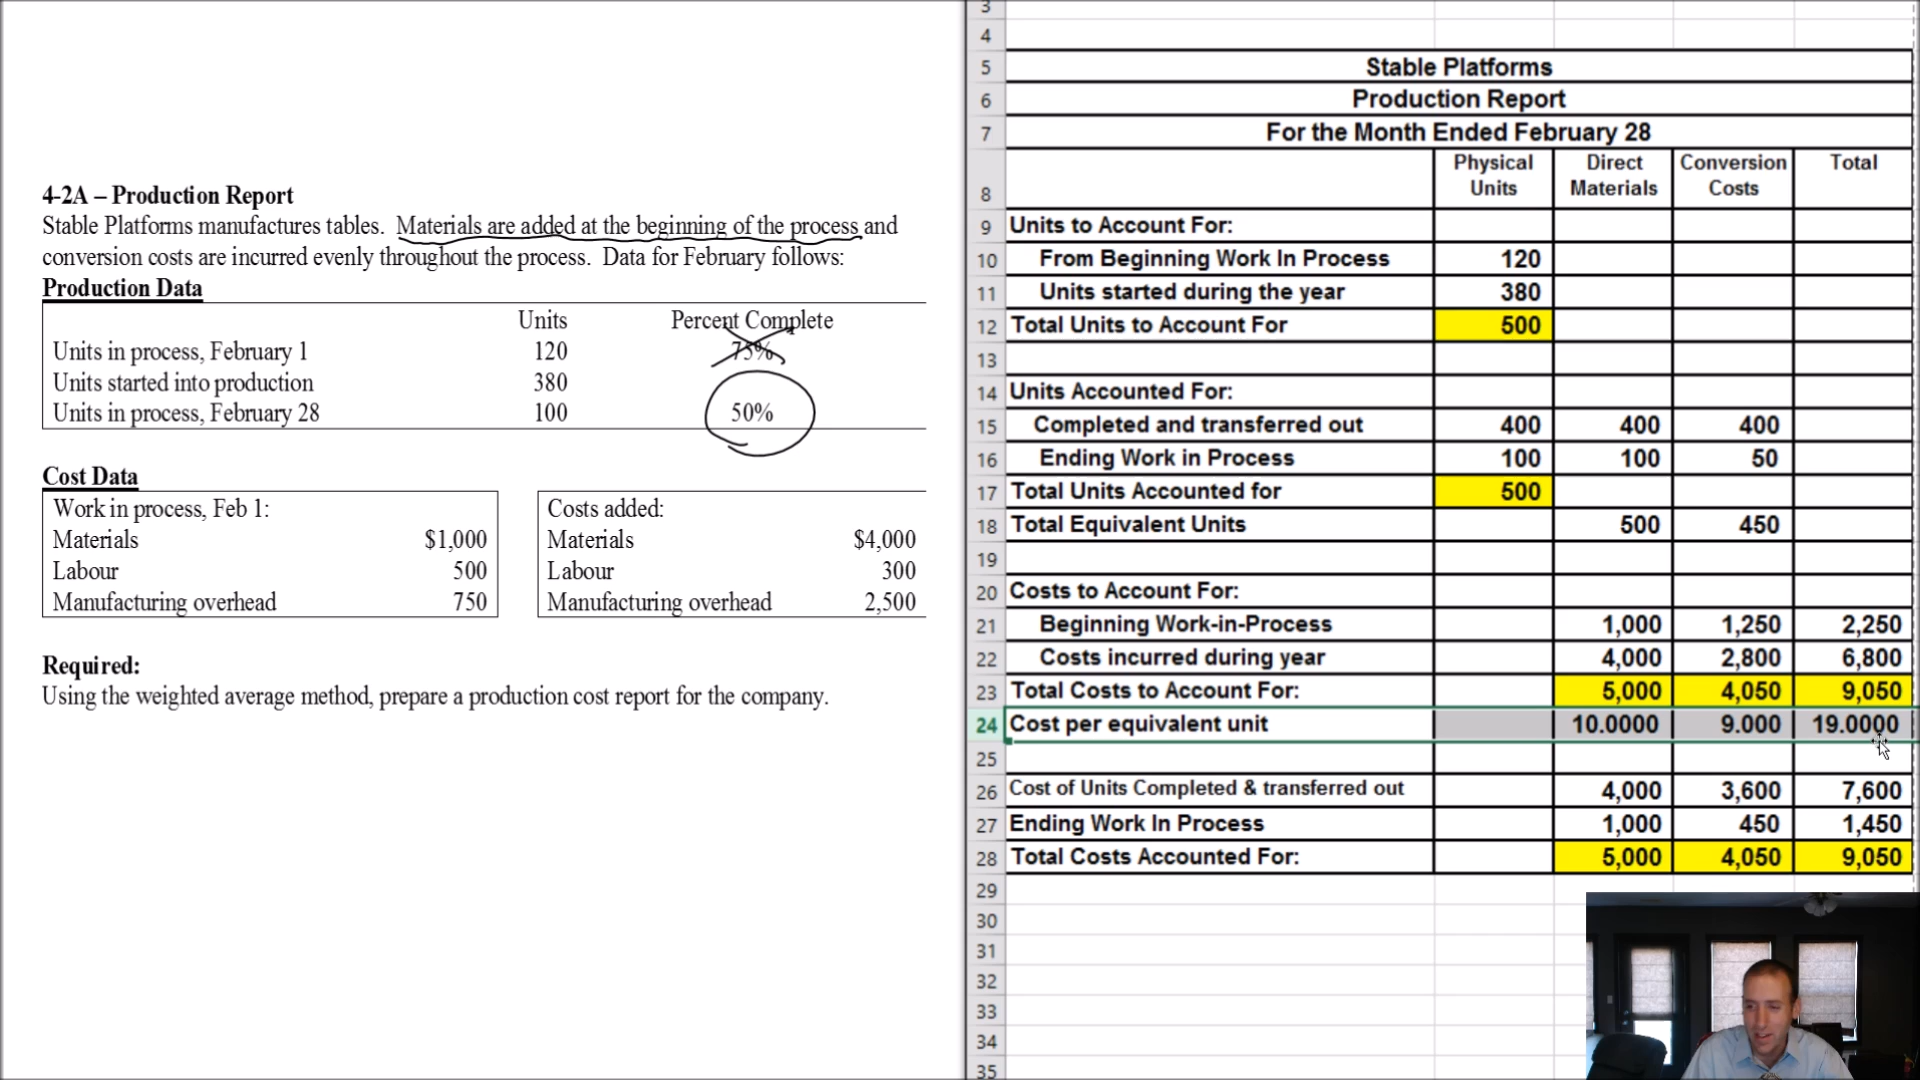 4-2A – Production Report
Stable Platforms manufactures tables. Materials are added at the beginning of the process and
conversion costs are incurred evenly throughout the process. Data for February follows:
Production Data
Units Percent Complete
Units in process, February 1 120 75%
Units started into production 380
Units in process, February 28 100 50%
Cost Data
Work in process, Feb 1:
Materials $1,000
Labour 500
Manufacturing overhead 750
Costs added:
Materials $4,000
Labour 300
Manufacturing overhead 2,500
Required:
Using the weighted average method, prepare a production cost report for the company.
3
4
5 Stable Platforms
6 Production Report
7 For the Month Ended February 28
Physical Direct Conversion Total
8 Units Materials Costs
9 Units to Account For:
10 From Beginning Work In Process 120
11 Units started during the year 380
12 Total Units to Account For 500
13
14 Units Accounted For:
15 Completed and transferred out 400 400 400
16 Ending Work in Process 100 100 50
17 Total Units Accounted for 500
18 Total Equivalent Units 500 450
19
20 Costs to Account For:
21 Beginning Work-in-Process 1,000 1,250 2,250
22 Costs incurred during year 4,000 2,800 6,800
23 Total Costs to Account For: 5,000 4,050 9,050
24 Cost per equivalent unit 10.0000 9.000 19.0000
25
26 Cost of Units Completed & transferred out 4,000 3,600 7,600
27 Ending Work In Process 1,000 450 1,450
28 Total Costs Accounted For: 5,000 4,050 9,050
29
30
31
32
33
34
35